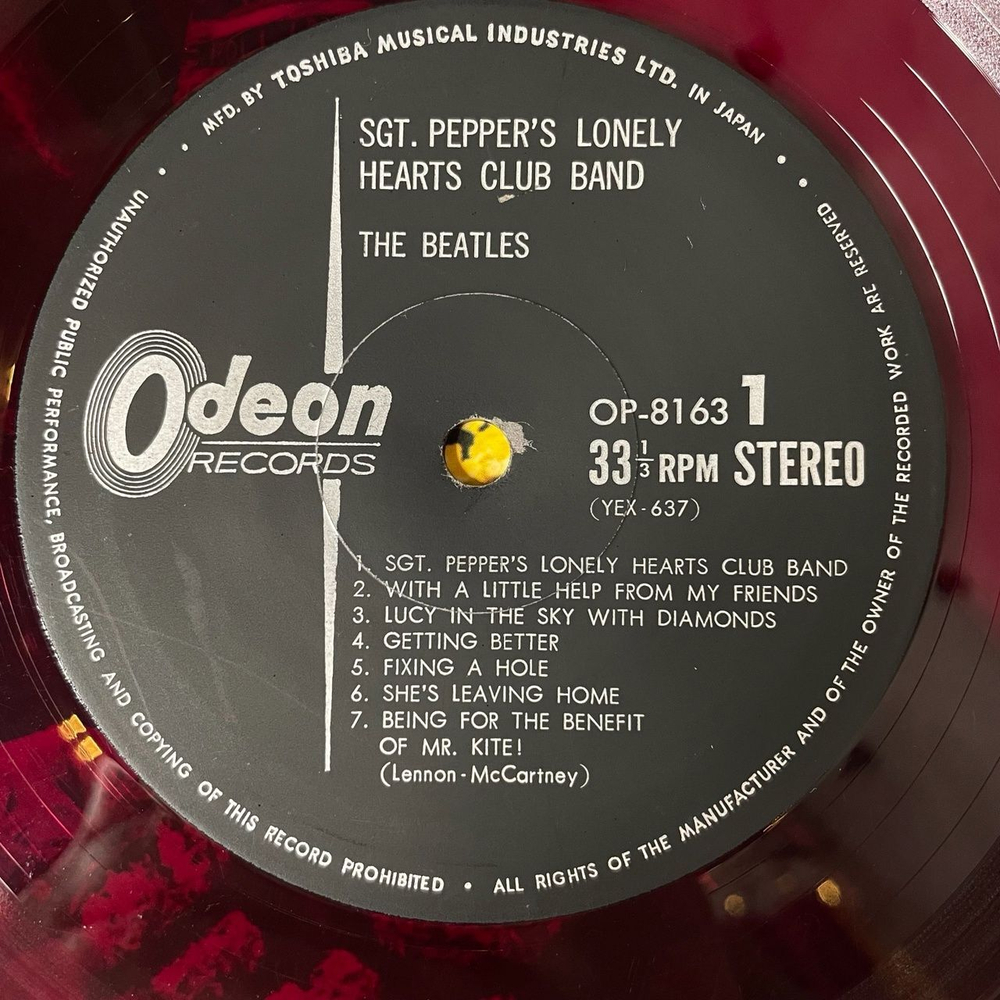 MFD. BY TOSHIBA MUSICAL INDUSTRIES LTD. IN JAPAN
SGT. PEPPER'S LONELY
HEARTS CLUB BAND
THE BEATLES
Odeon
RECORDS
OP-8163 1
33 1/3 RPM STEREO
(YEX-637)
1. SGT. PEPPER'S LONELY HEARTS CLUB BAND
2. WITH A LITTLE HELP FROM MY FRIENDS
3. LUCY IN THE SKY WITH DIAMONDS
4. GETTING BETTER
5. FIXING A HOLE
6. SHE'S LEAVING HOME
7. BEING FOR THE BENEFIT
OF MR. KITE!
(Lennon-McCartney)
UNAUTHORIZED PUBLIC PERFORMANCE, BROADCASTING AND COPYING OF THIS RECORD PROHIBITED • ALL RIGHTS OF THE MANUFACTURER AND OF THE OWNER OF THE RECORDED WORK ARE RESERVED